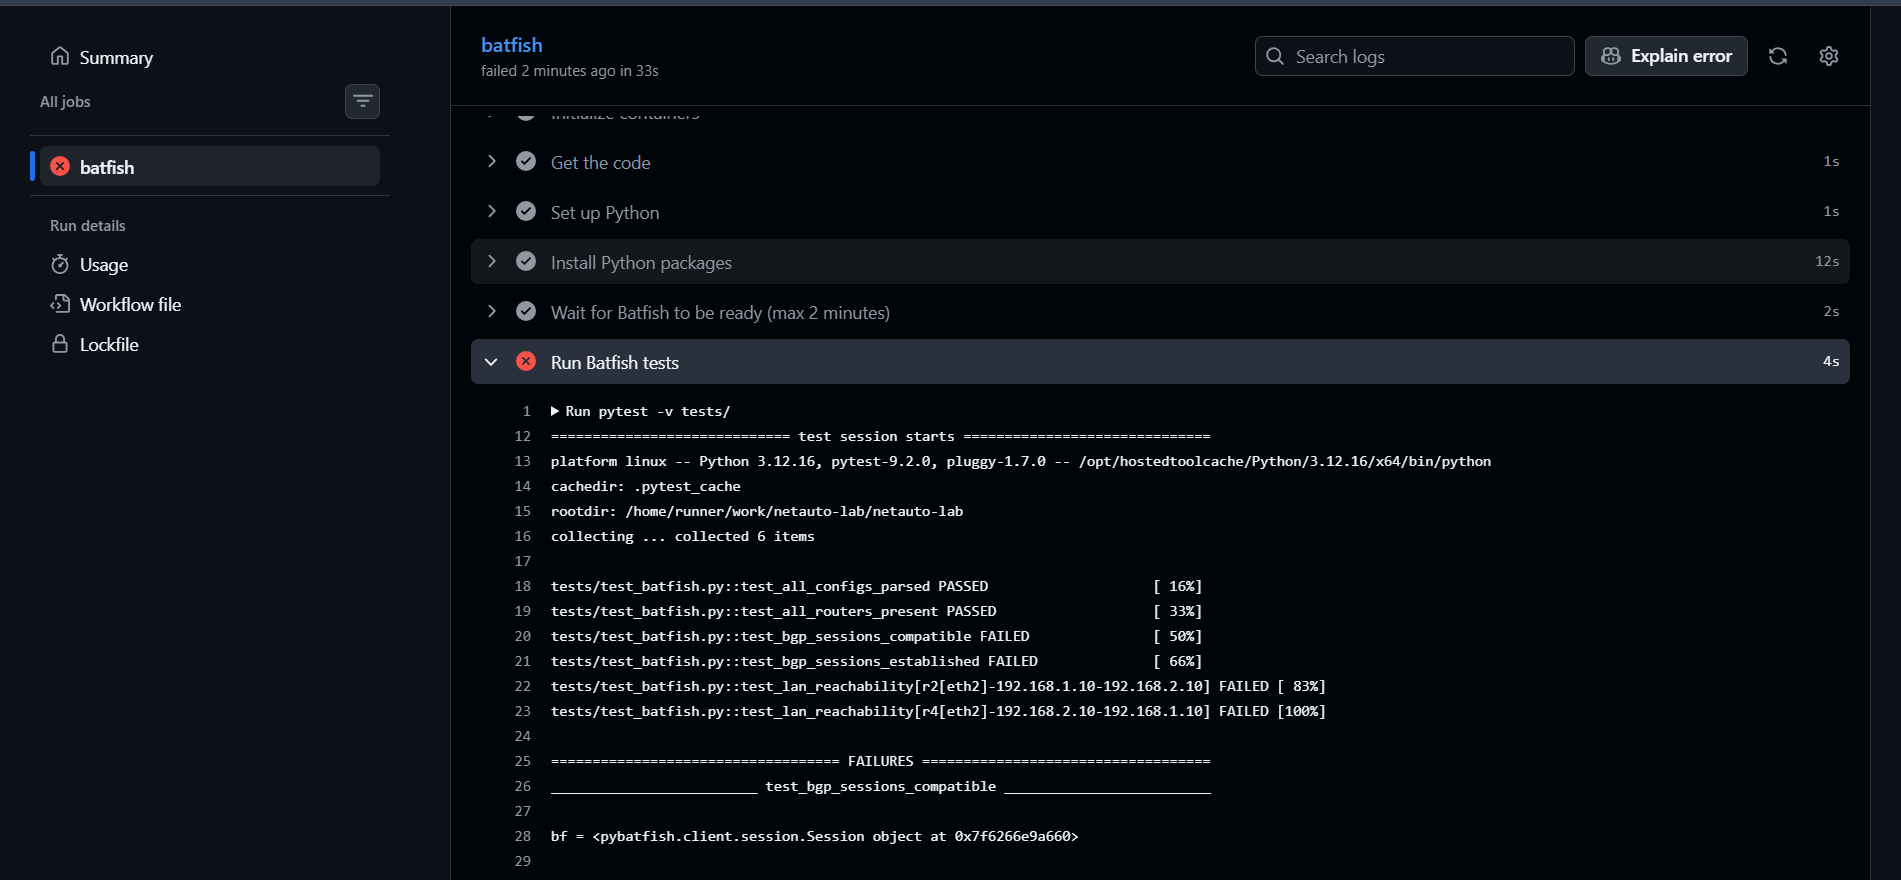 Summary
All jobs
batfish
Run details
Usage
Workflow file
Lockfile
batfish
failed 2 minutes ago in 33s
Search logs
Explain error
Initialize containers
Get the code 1s
Set up Python 1s
Install Python packages 12s
Wait for Batfish to be ready (max 2 minutes) 2s
Run Batfish tests 4s
1 Run pytest -v tests/
12 ============================= test session starts ==============================
13 platform linux -- Python 3.12.16, pytest-9.2.0, pluggy-1.7.0 -- /opt/hostedtoolcache/Python/3.12.16/x64/bin/python
14 cachedir: .pytest_cache
15 rootdir: /home/runner/work/netauto-lab/netauto-lab
16 collecting ... collected 6 items
17
18 tests/test_batfish.py::test_all_configs_parsed PASSED [ 16%]
19 tests/test_batfish.py::test_all_routers_present PASSED [ 33%]
20 tests/test_batfish.py::test_bgp_sessions_compatible FAILED [ 50%]
21 tests/test_batfish.py::test_bgp_sessions_established FAILED [ 66%]
22 tests/test_batfish.py::test_lan_reachability[r2[eth2]-192.168.1.10-192.168.2.10] FAILED [ 83%]
23 tests/test_batfish.py::test_lan_reachability[r4[eth2]-192.168.2.10-192.168.1.10] FAILED [100%]
24
25 =================================== FAILURES ===================================
26 _________________________ test_bgp_sessions_compatible _________________________
27
28 bf = <pybatfish.client.session.Session object at 0x7f6266e9a660>
29